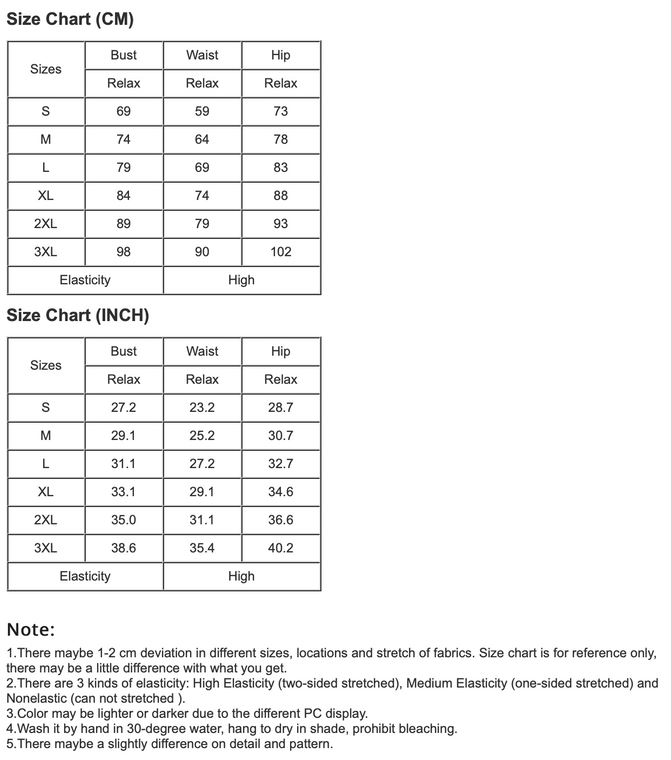 Size Chart (CM)
Sizes Bust Waist Hip
Relax Relax Relax
S 69 59 73
M 74 64 78
L 79 69 83
XL 84 74 88
2XL 89 79 93
3XL 98 90 102
Elasticity High
Size Chart (INCH)
Sizes Bust Waist Hip
Relax Relax Relax
S 27.2 23.2 28.7
M 29.1 25.2 30.7
L 31.1 27.2 32.7
XL 33.1 29.1 34.6
2XL 35.0 31.1 36.6
3XL 38.6 35.4 40.2
Elasticity High
Note:
1.There maybe 1-2 cm deviation in different sizes, locations and stretch of fabrics. Size chart is for reference only,
there may be a little difference with what you get.
2.There are 3 kinds of elasticity: High Elasticity (two-sided stretched), Medium Elasticity (one-sided stretched) and
Nonelastic (can not stretched ).
3.Color may be lighter or darker due to the different PC display.
4.Wash it by hand in 30-degree water, hang to dry in shade, prohibit bleaching.
5.There maybe a slightly difference on detail and pattern.